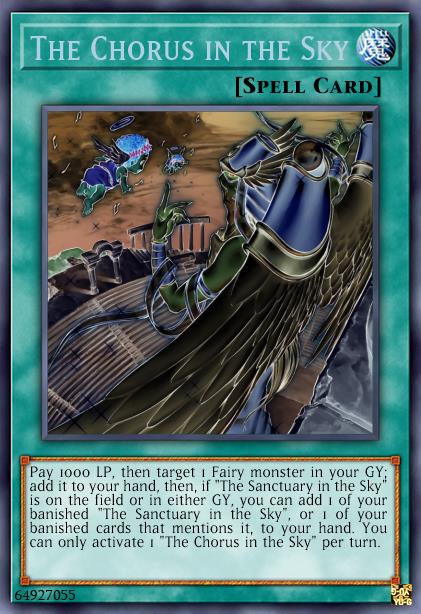 The Chorus in the Sky 魔
[Spell Card]
Pay 1000 LP, then target 1 Fairy monster in your GY;
add it to your hand, then, if "The Sanctuary in the Sky"
is on the field or in either GY, you can add 1 of your
banished "The Sanctuary in the Sky", or 1 of your
banished cards that mentions it, to your hand. You
can only activate 1 "The Chorus in the Sky" per turn.
64927055